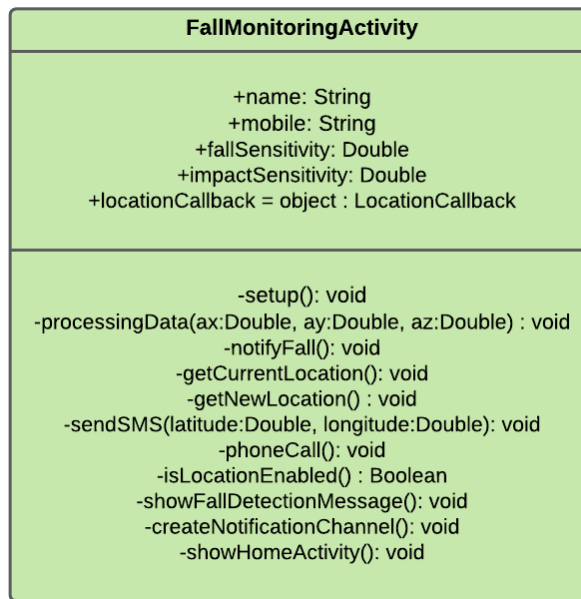 FallMonitoringActivity
+name: String
+mobile: String
+fallSensitivity: Double
+impactSensitivity: Double
+locationCallback = object : LocationCallback
-setup(): void
-processingData(ax:Double, ay:Double, az:Double) : void
-notifyFall(): void
-getCurrentLocation(): void
-getNewLocation() : void
-sendSMS(latitude:Double, longitude:Double): void
-phoneCall(): void
-isLocationEnabled() : Boolean
-showFallDetectionMessage(): void
-createNotificationChannel(): void
-showHomeActivity(): void